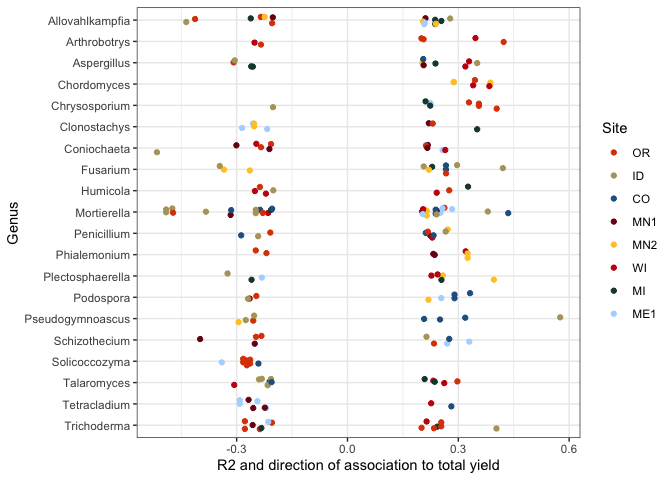 Allovahlkampfia
Arthrobotrys
Aspergillus
Chordomyces
Chrysosporium
Clonostachys
Coniochaeta
Fusarium
Humicola
Mortierella
Penicillium
Phialemonium
Plectosphaerella
Podospora
Pseudogymnoascus
Schizothecium
Solicoccozyma
Talaromyces
Tetracladium
Trichoderma
Genus
-0.3 0.0 0.3 0.6
R2 and direction of association to total yield
Site
OR
ID
CO
MN1
MN2
WI
MI
ME1